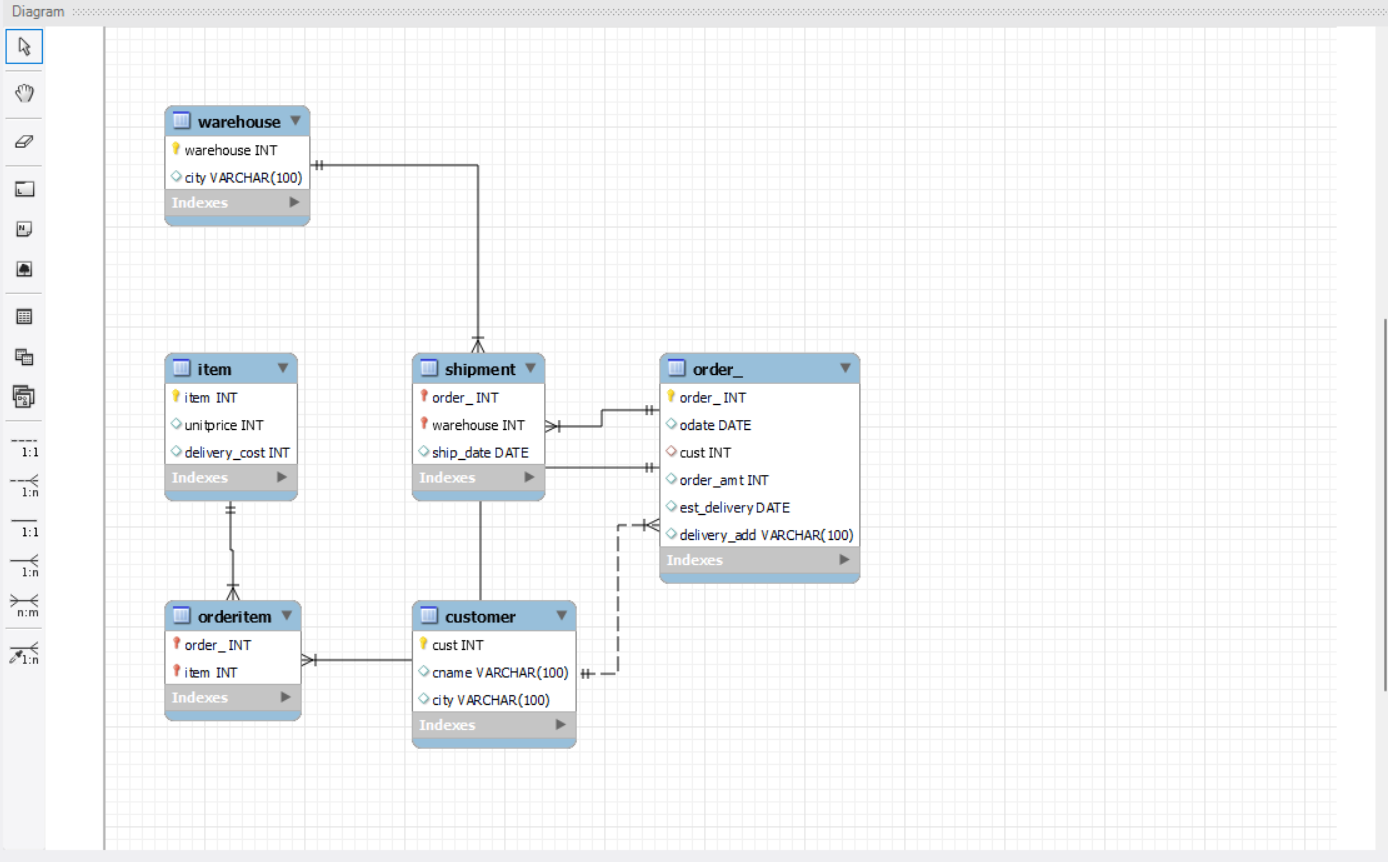 Diagram
warehouse
warehouse INT
city VARCHAR(100)
Indexes
item
item INT
unitprice INT
delivery_cost INT
Indexes
shipment
order_ INT
warehouse INT
ship_date DATE
Indexes
order_
order_ INT
odate DATE
cust INT
order_amt INT
est_delivery DATE
delivery_add VARCHAR(100)
Indexes
orderitem
order_ INT
item INT
Indexes
customer
cust INT
cname VARCHAR(100)
city VARCHAR(100)
Indexes
1:1
1:n
1:1
1:n
n:m
1:n